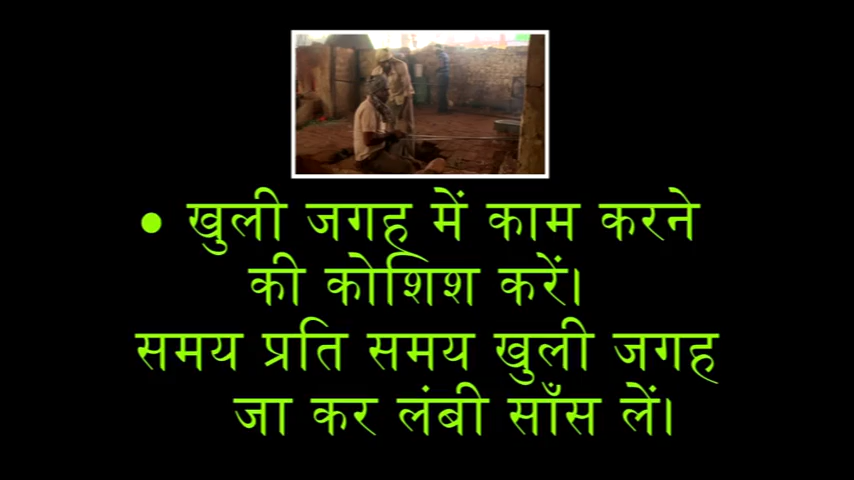 • खुली जगह में काम करने
की कोशिश करें।
समय प्रति समय खुली जगह
जा कर लंबी साँस लें।